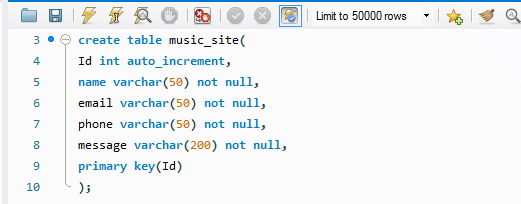 Limit to 50000 rows
3 create table music_site(
4 Id int auto_increment,
5 name varchar(50) not null,
6 email varchar(50) not null,
7 phone varchar(50) not null,
8 message varchar(200) not null,
9 primary key(Id)
10 );